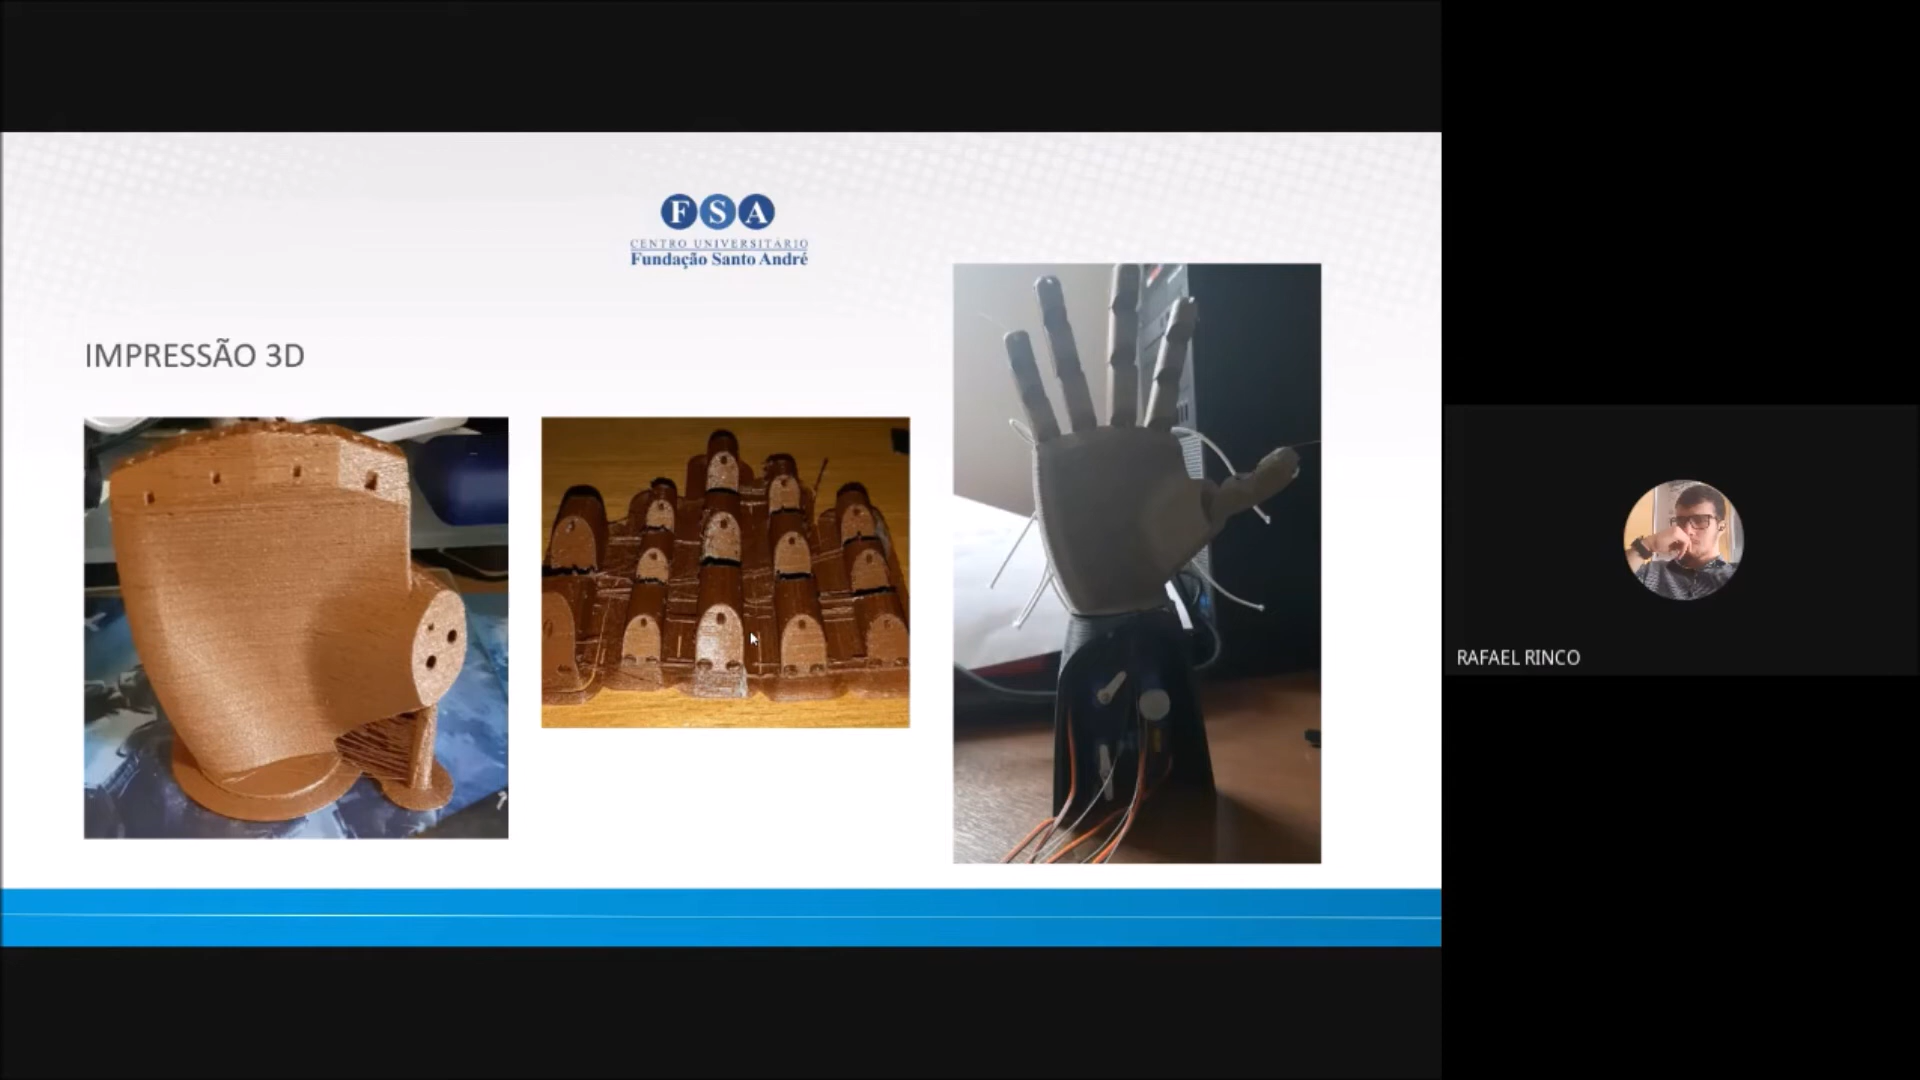 FSA
CENTRO UNIVERSITÁRIO
Fundação Santo André
IMPRESSÃO 3D
RAFAEL RINCO